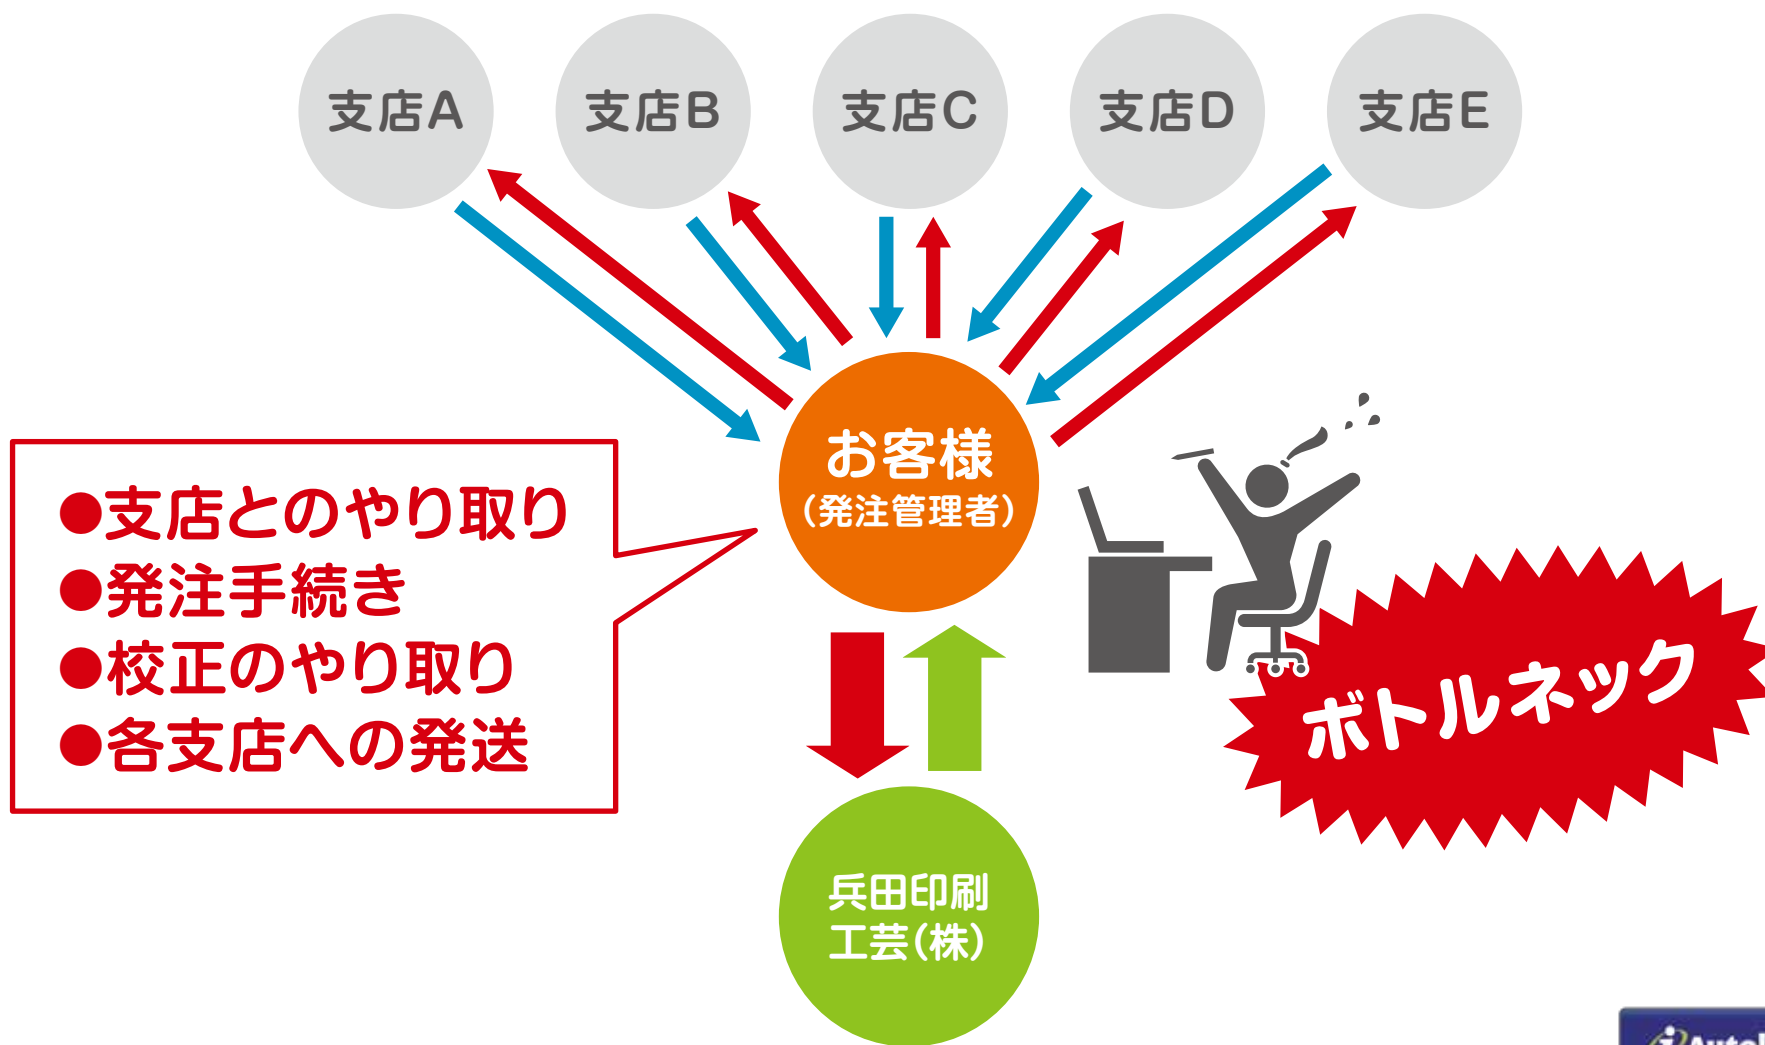 支店A
支店B
支店C
支店D
支店E
お客様
(発注管理者)
●支店とのやり取り
●発注手続き
●校正のやり取り
●各支店への発送
ボトルネック
兵田印刷
工芸(株)